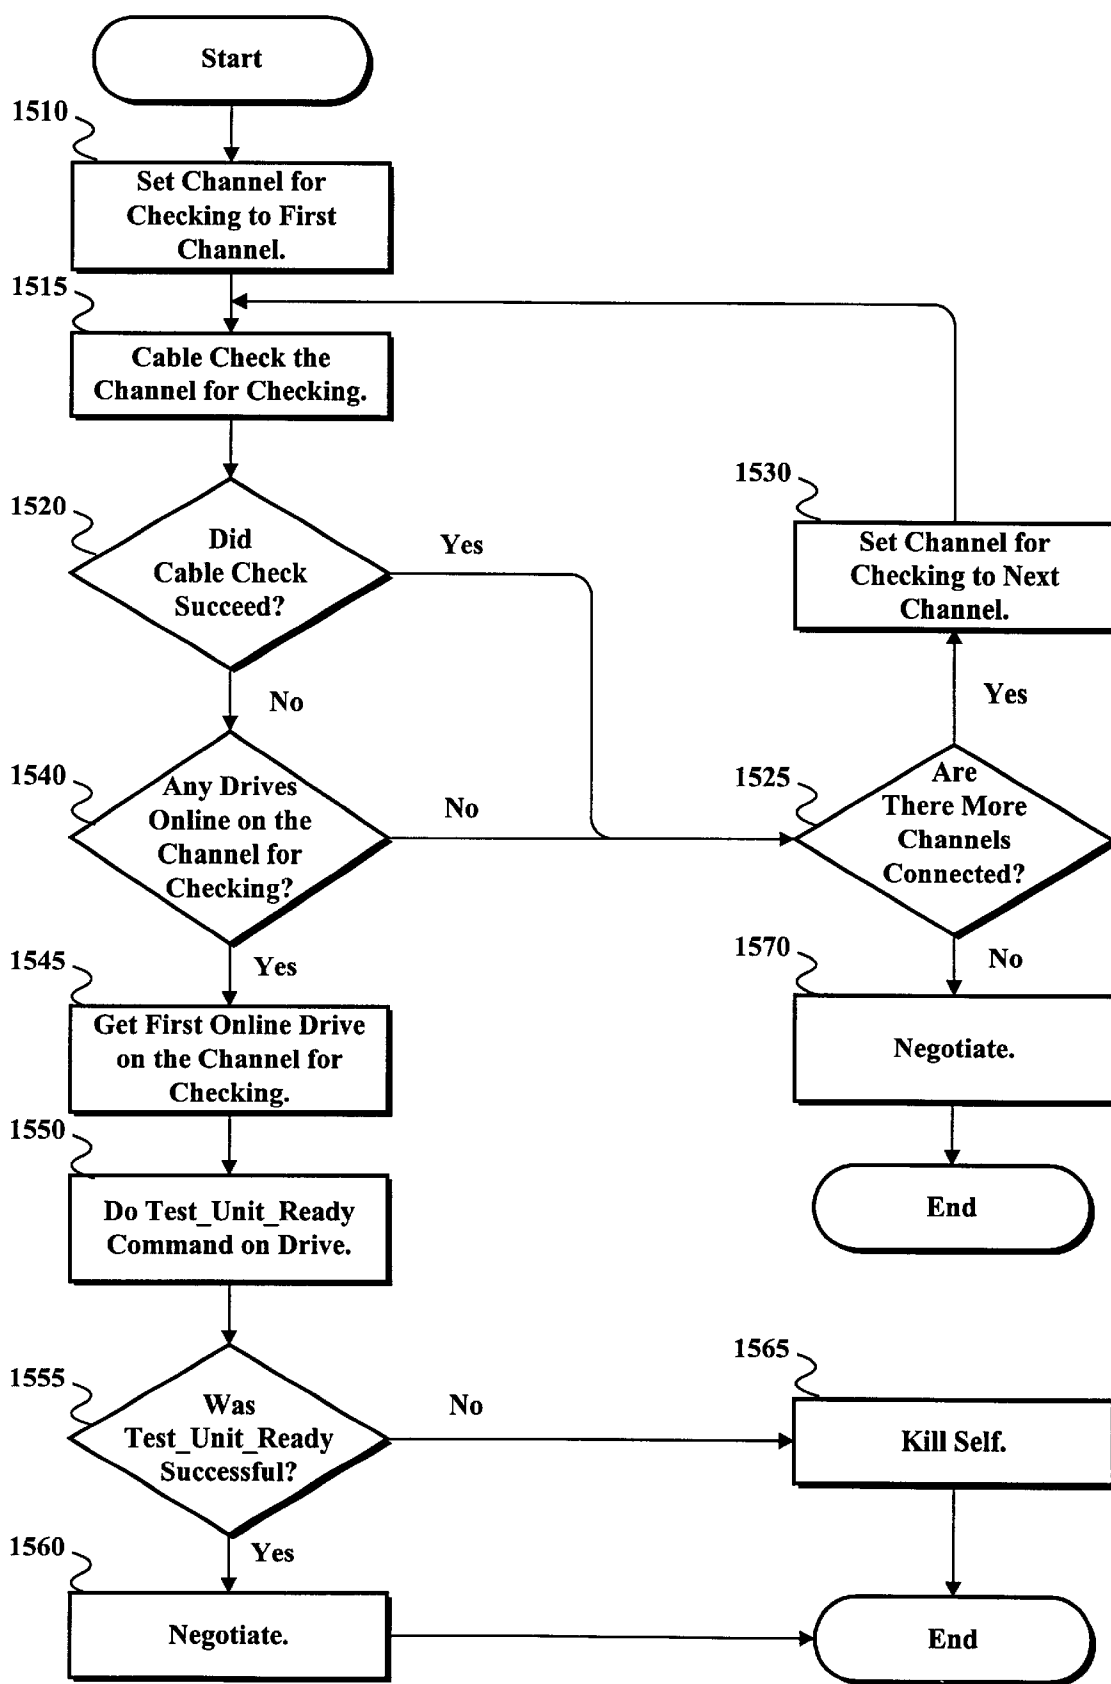 Start
1510
Set Channel for
Checking to First
Channel.
1515
Cable Check the
Channel for Checking.
1520
Did
Cable Check
Succeed?
Yes
No
1530
Set Channel for
Checking to Next
Channel.
Yes
1540
Any Drives
Online on the
Channel for
Checking?
No
Yes
1525
Are
There More
Channels
Connected?
No
1545
Get First Online Drive
on the Channel for
Checking.
1570
Negotiate.
End
1550
Do Test_Unit_Ready
Command on Drive.
1555
Was
Test_Unit_Ready
Successful?
No
Yes
1565
Kill Self.
1560
Negotiate.
End